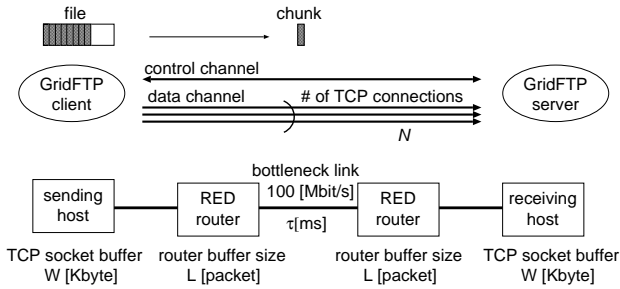 file
chunk
control channel
GridFTP client
data channel
# of TCP connections
N
GridFTP server
bottleneck link
100 [Mbit/s]
τ[ms]
sending host
RED router
RED router
receiving host
TCP socket buffer
W [Kbyte]
router buffer size
L [packet]
router buffer size
L [packet]
TCP socket buffer
W [Kbyte]